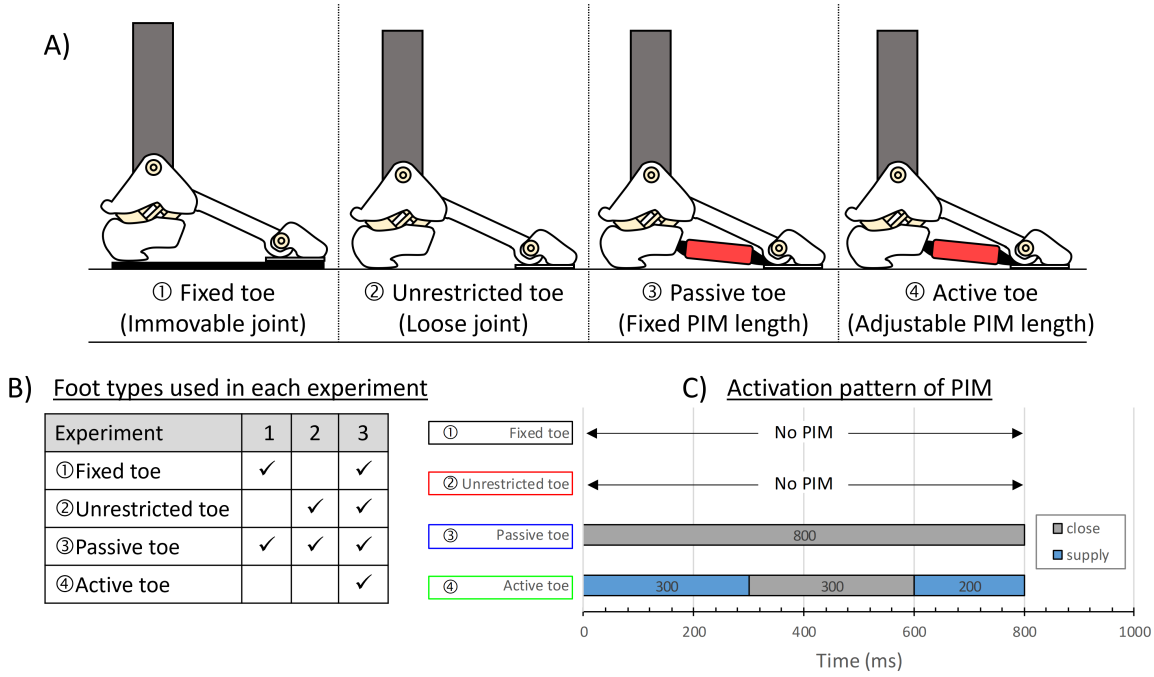 A)
① Fixed toe
(Immovable joint)
② Unrestricted toe
(Loose joint)
③ Passive toe
(Fixed PIM length)
④ Active toe
(Adjustable PIM length)
B) Foot types used in each experiment
Experiment 1 2 3
①Fixed toe ✓ ✓
②Unrestricted toe ✓ ✓
③Passive toe ✓ ✓ ✓
④Active toe ✓
C) Activation pattern of PIM
① Fixed toe No PIM
② Unrestricted toe No PIM
③ Passive toe 800
④ Active toe 300 300 200
close
supply
0 200 400 600 800 1000
Time (ms)